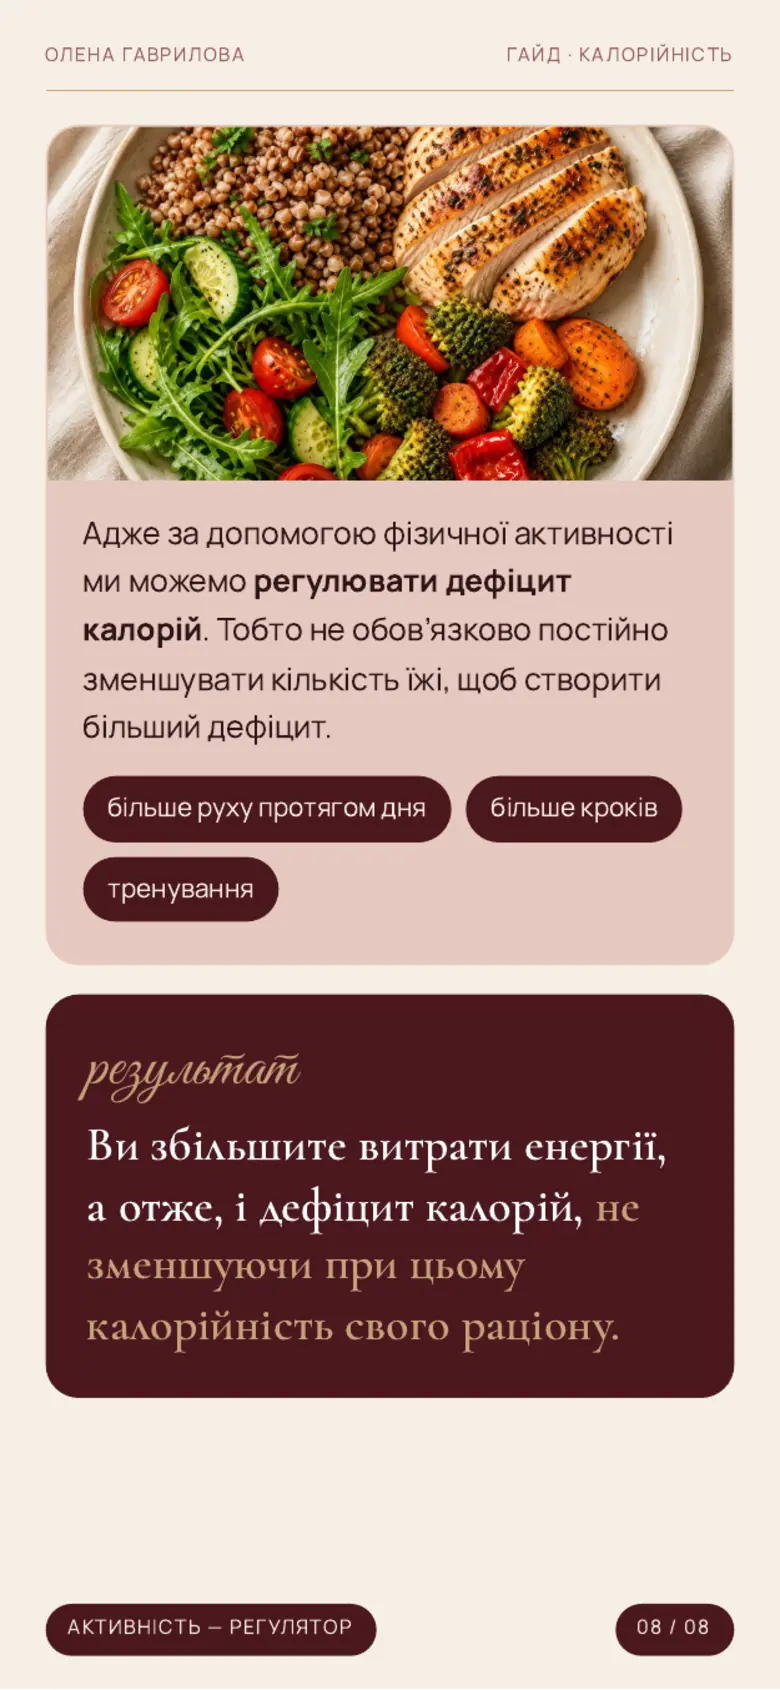 ОЛЕНА ГАВРИЛОВА
ГАЙД · КАЛОРІЙНІСТЬ
Адже за допомогою фізичної активності
ми можемо регулювати дефіцит
калорій. Тобто не обов’язково постійно
зменшувати кількість їжі, щоб створити
більший дефіцит.
більше руху протягом дня
більше кроків
тренування
результат
Ви збільшите витрати енергії,
а отже, і дефіцит калорій, не
зменшуючи при цьому
калорійність свого раціону.
АКТИВНІСТЬ — РЕГУЛЯТОР
08 / 08